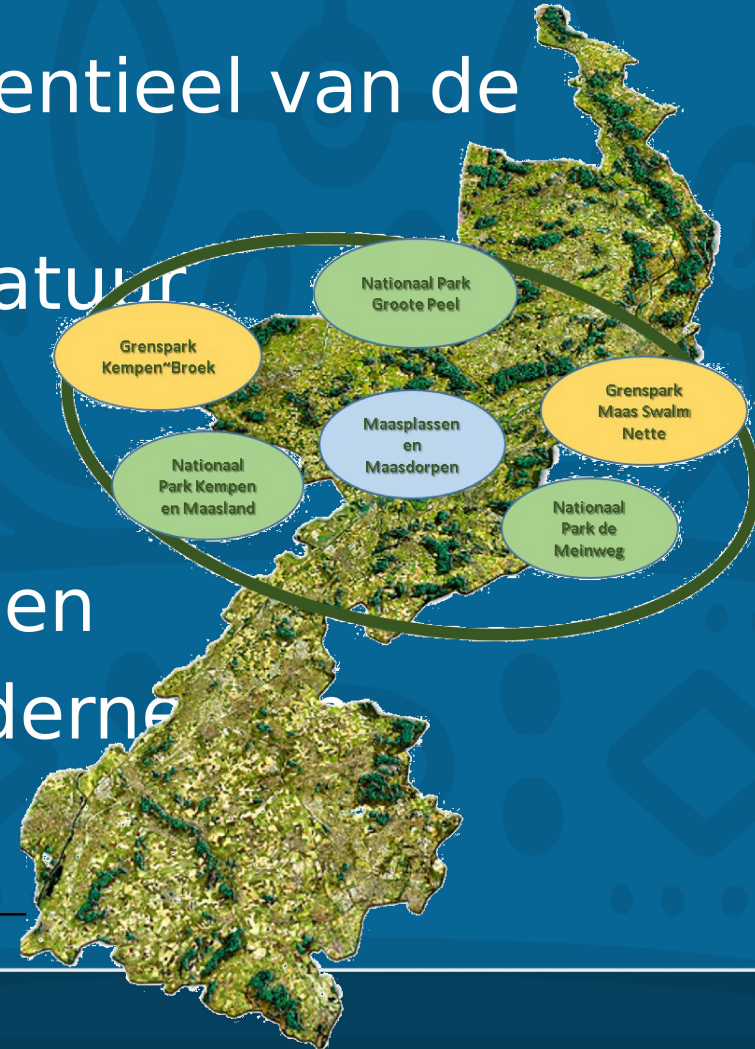 entieel van de
atuur
Nationaal Park
Groote Peel
Grenspark
Kempen~Broek
Grenspark
Maas Swalm
Nette
Maasplassen
en
Maasdorpen
Nationaal
Park Kempen
en Maasland
Nationaal
Park de
Meinweg
en